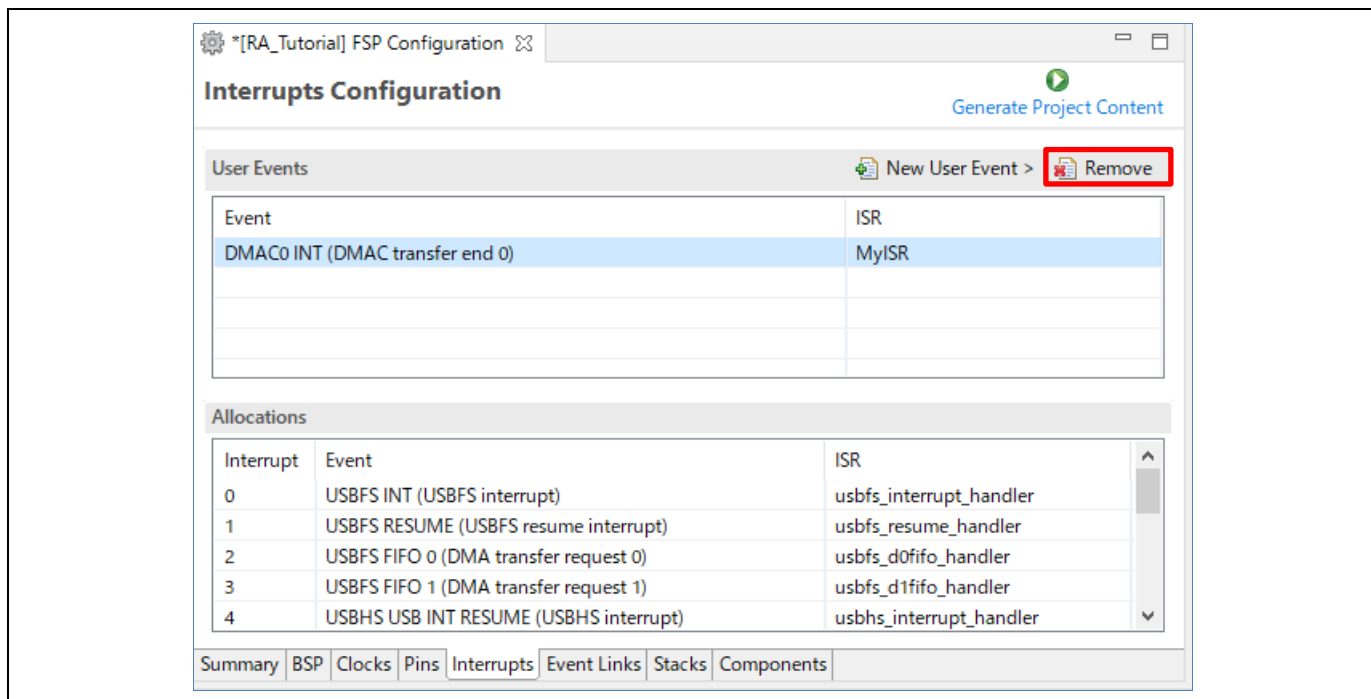 *[RA_Tutorial] FSP Configuration
Interrupts Configuration
Generate Project Content
User Events New User Event > Remove
Event ISR
DMAC0 INT (DMAC transfer end 0) MyISR
Allocations
Interrupt Event ISR
0 USBFS INT (USBFS interrupt) usbfs_interrupt_handler
1 USBFS RESUME (USBFS resume interrupt) usbfs_resume_handler
2 USBFS FIFO 0 (DMA transfer request 0) usbfs_d0fifo_handler
3 USBFS FIFO 1 (DMA transfer request 1) usbfs_d1fifo_handler
4 USBHS USB INT RESUME (USBHS interrupt) usbhs_interrupt_handler
Summary BSP Clocks Pins Interrupts Event Links Stacks Components